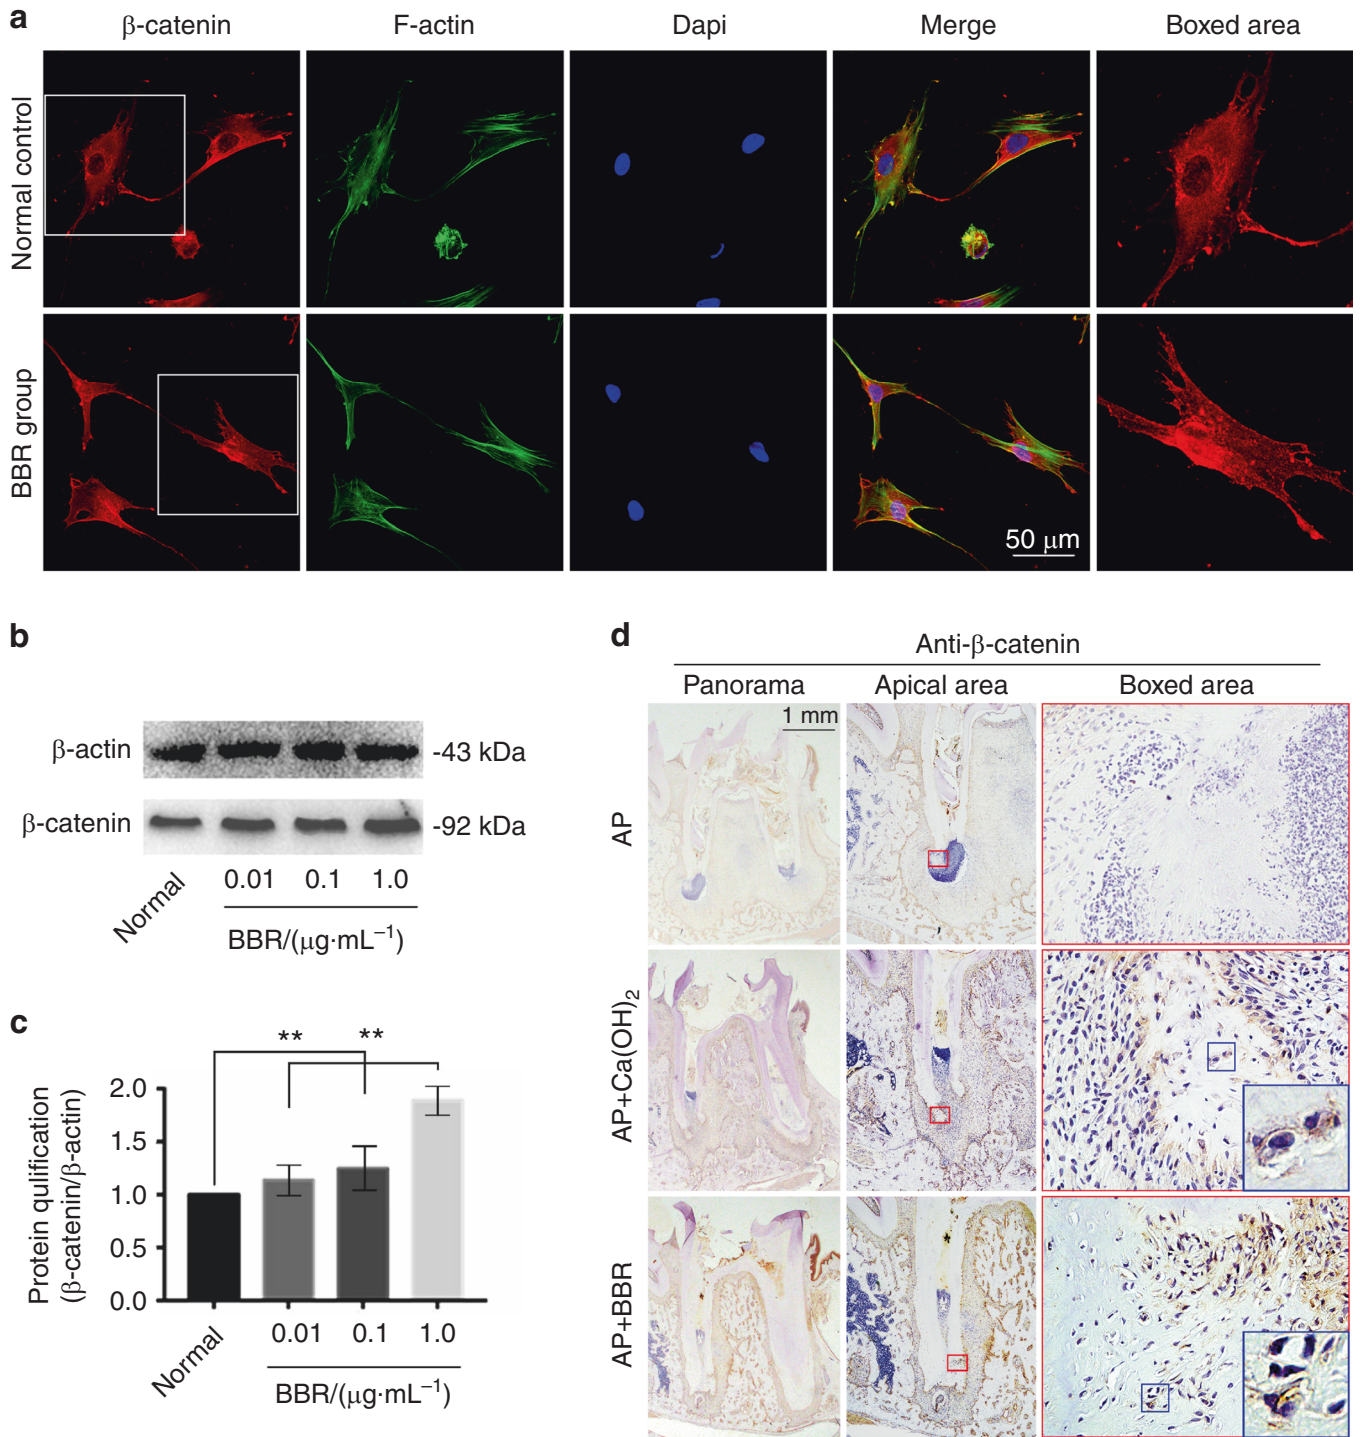 a
β-catenin F-actin Dapi Merge Boxed area
Normal control
BBR group
50 μm
b
β-actin -43 kDa
β-catenin -92 kDa
Normal 0.01 0.1 1.0
BBR/(μg·mL⁻¹)
c
** **
Protein qulification
(β-catenin/β-actin)
2.0
1.5
1.0
0.5
0.0
Normal 0.01 0.1 1.0
BBR/(μg·mL⁻¹)
d
Anti-β-catenin
Panorama Apical area Boxed area
1 mm
AP
AP+Ca(OH)₂
AP+BBR